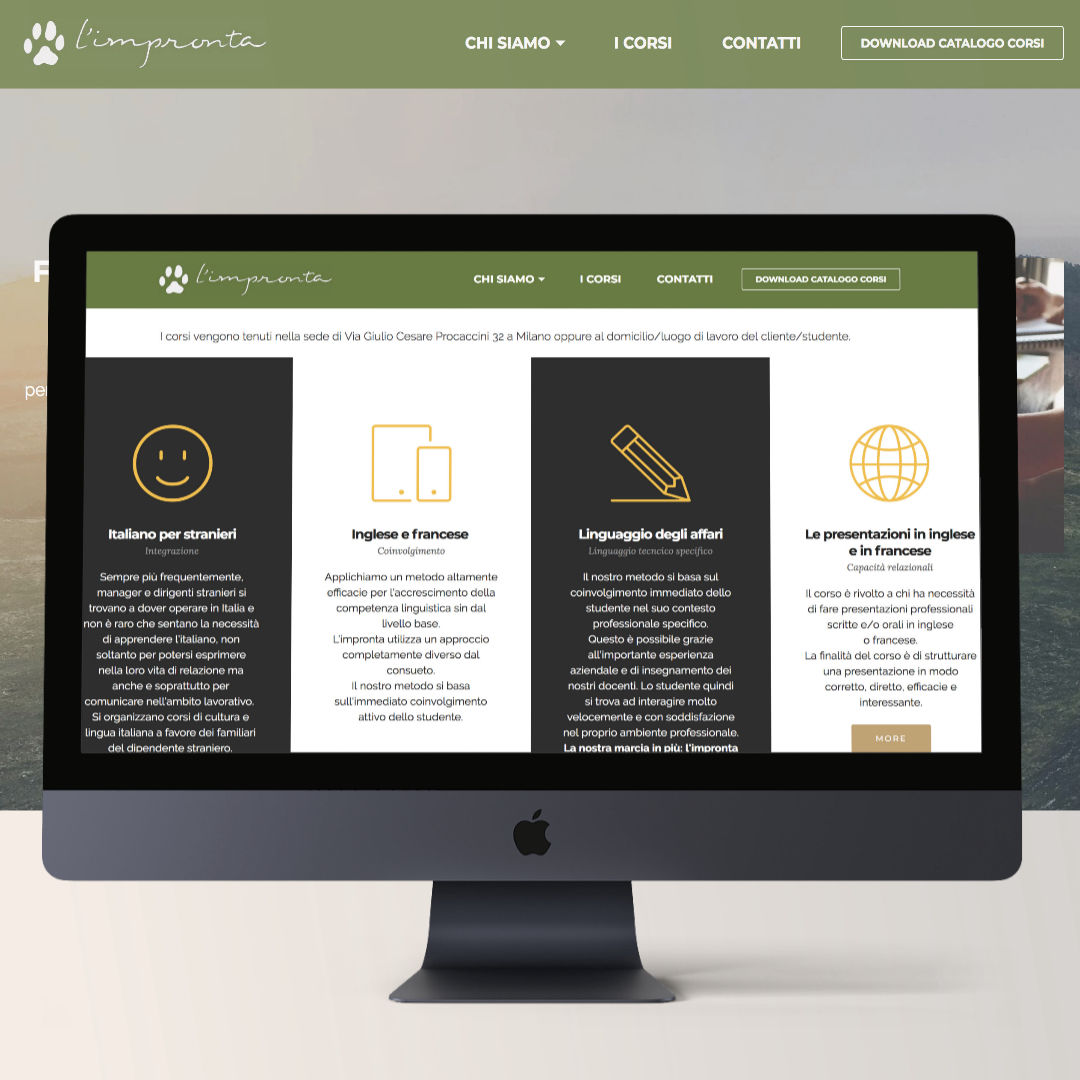 l'impronta
CHI SIAMO
I CORSI
CONTATTI
DOWNLOAD CATALOGO CORSI
l'impronta
CHI SIAMO
I CORSI
CONTATTI
DOWNLOAD CATALOGO CORSI
I corsi vengono tenuti nella sede di Via Giulio Cesare Procaccini 32 a Milano oppure al domicilio/luogo di lavoro del cliente/studente.
Italiano per stranieri
Integrazione
Sempre più frequentemente,
manager e dirigenti stranieri si
trovano a dover operare in Italia e
non è raro che sentano la necessità
di apprendere l'italiano, non
soltanto per potersi esprimere
nella loro vita di relazione ma
anche e soprattutto per
comunicare nell'ambito lavorativo.
Si organizzano corsi di cultura e
lingua italiana a favore dei familiari
del dipendente straniero.
Inglese e francese
Coinvolgimento
Applichiamo un metodo altamente
efficacie per l'accrescimento della
competenza linguistica sin dal
livello base.
L'impronta utilizza un approccio
completamente diverso dal
consueto.
Il nostro metodo si basa
sull'immediato coinvolgimento
attivo dello studente.
Linguaggio degli affari
Linguaggio tecncico specifico
Il nostro metodo si basa sul
coinvolgimento immediato dello
studente nel suo contesto
professionale specifico.
Questo è possibile grazie
all'importante esperienza
aziendale e di insegnamento dei
nostri docenti. Lo studente quindi
si trova ad interagire molto
velocemente e con soddisfazione
nel proprio ambiente professionale.
La nostra marcia in più: l'impronta
Le presentazioni in inglese
e in francese
Capacità relazionali
Il corso è rivolto a chi ha necessità
di fare presentazioni professionali
scritte e/o orali in inglese
o francese.
La finalità del corso è di strutturare
una presentazione in modo
corretto, diretto, efficacie e
interessante.
MORE